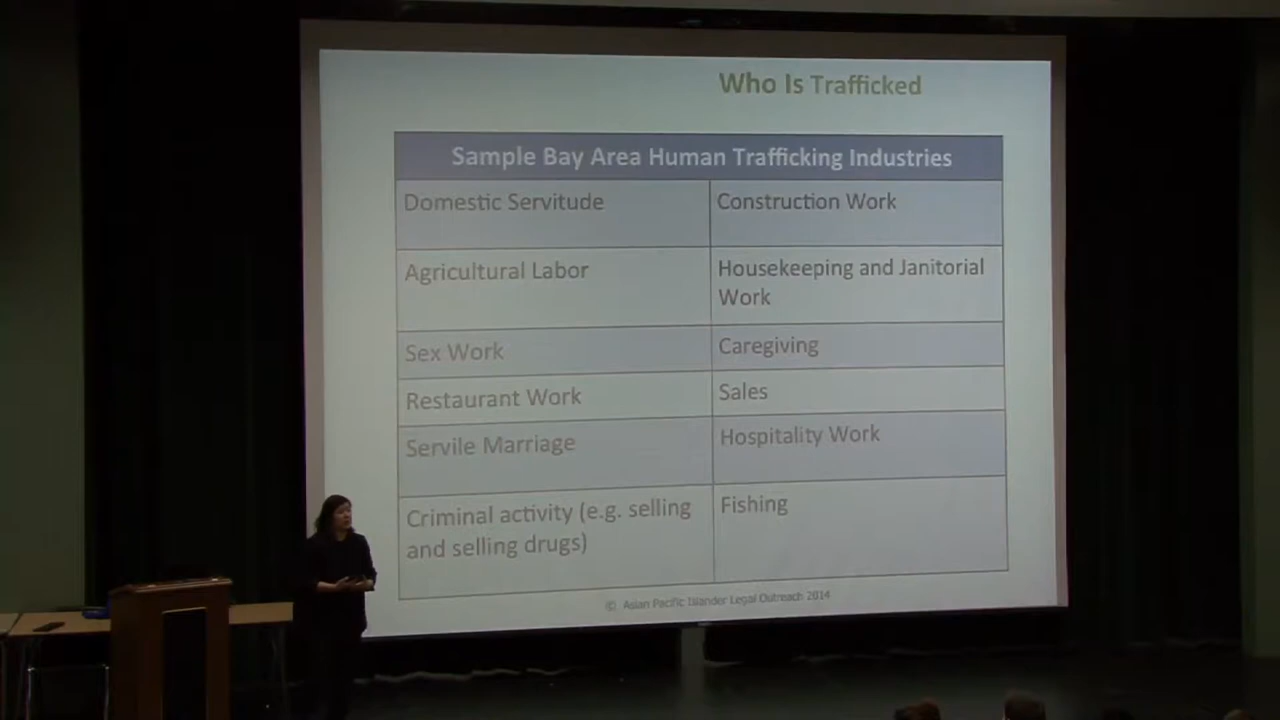 Who Is Trafficked
Sample Bay Area Human Trafficking Industries
Domestic Servitude
Construction Work
Agricultural Labor
Housekeeping and Janitorial
Work
Sex Work
Caregiving
Restaurant Work
Sales
Servile Marriage
Hospitality Work
Criminal activity (e.g. selling
and selling drugs)
Fishing
© Asian Pacific Islander Legal Outreach 2014